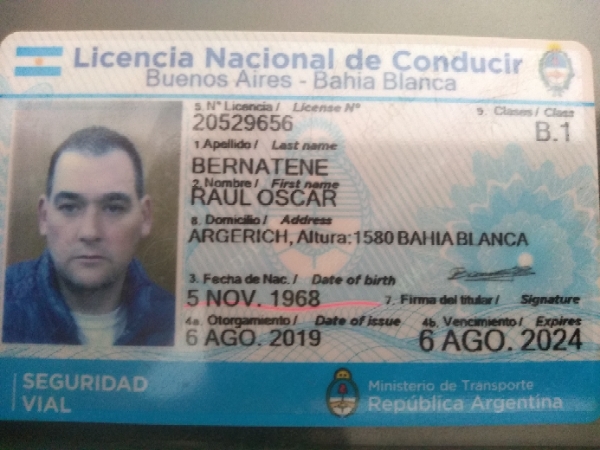 Licencia Nacional de Conducir
Buenos Aires - Bahia Blanca
5. N° Licencia / License N°
20529656
9. Clases / Class
B.1
1 Apellido / Last name
BERNATENE
2. Nombre / First name
RAUL OSCAR
8. Domicilio / Address
ARGERICH, Altura:1580 BAHIA BLANCA
3. Fecha de Nac. / Date of birth
5 NOV. 1968
7. Firma del titular / Signature
4a. Otorgamiento / Date of issue
6 AGO. 2019
4b. Vencimiento / Expires
6 AGO. 2024
SEGURIDAD
VIAL
Ministerio de Transporte
República Argentina